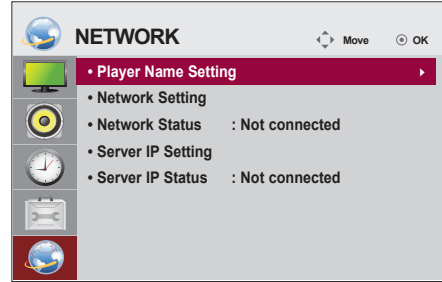 NETWORK
Move
OK
• Player Name Setting
• Network Setting
• Network Status : Not connected
• Server IP Setting
• Server IP Status : Not connected